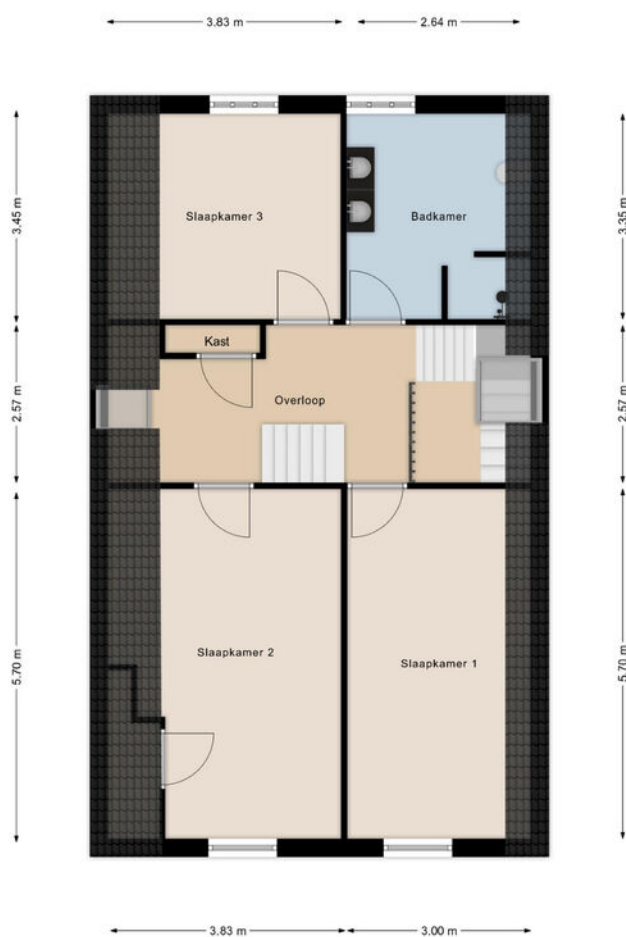 3.83 m
2.64 m
3.45 m
3.35 m
Slaapkamer 3
Badkamer
Kast
Overloop
2.57 m
2.57 m
Slaapkamer 2
Slaapkamer 1
5.70 m
5.70 m
3.83 m
3.00 m